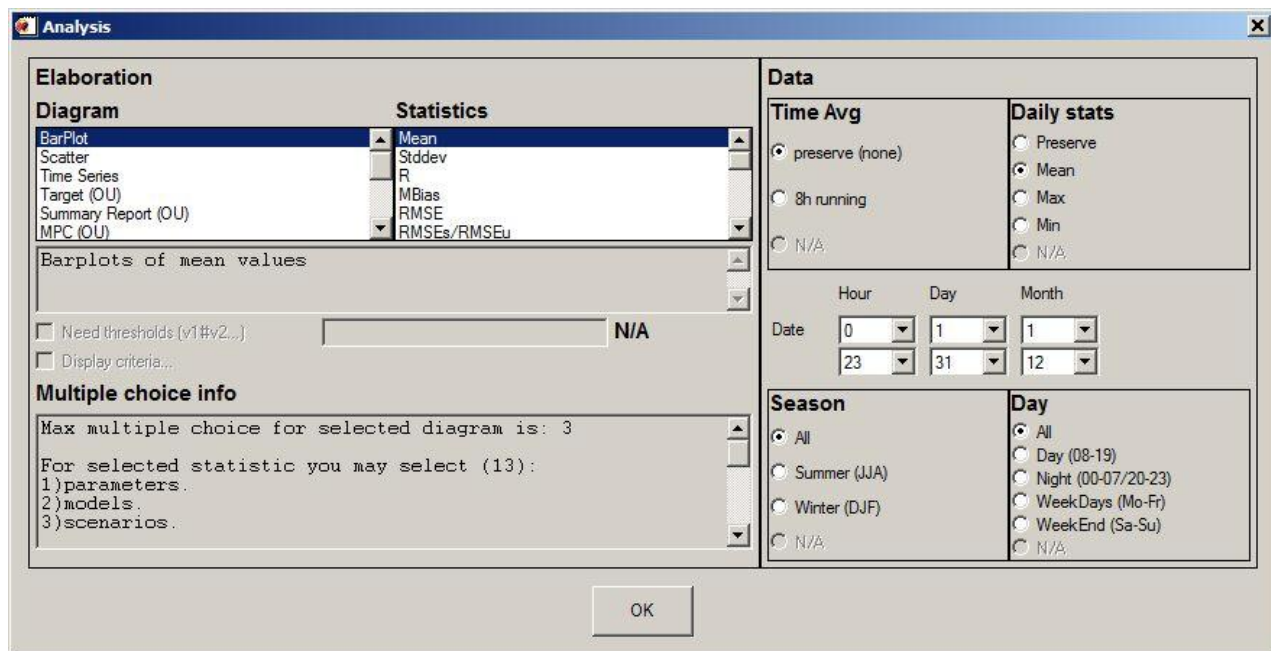 Analysis
Elaboration
Diagram
Statistics
BarPlot
Scatter
Time Series
Target (OU)
Summary Report (OU)
MPC (OU)
Mean
Stddev
R
MBias
RMSE
RMSEs/RMSEu
Barplots of mean values
Need thresholds (v1#v2...)
N/A
Display criteria...
Multiple choice info
Max multiple choice for selected diagram is: 3
For selected statistic you may select (13):
1)parameters.
2)models.
3)scenarios.
Data
Time Avg
preserve (none)
8h running
N/A
Daily stats
Preserve
Mean
Max
Min
N/A
Hour Day Month
Date 0 1 1
23 31 12
Season
All
Summer (JJA)
Winter (DJF)
N/A
Day
All
Day (08-19)
Night (00-07/20-23)
WeekDays (Mo-Fr)
WeekEnd (Sa-Su)
N/A
OK